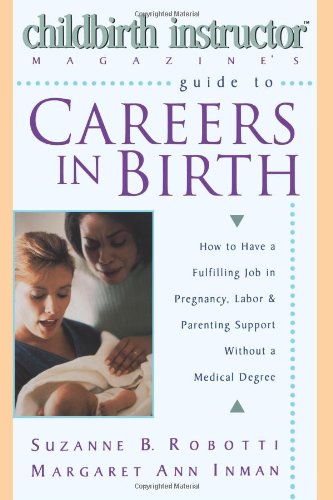 childbirth instructor™
MAGAZINE'S
guide to
CAREERS
IN BIRTH
How to Have a
Fulfilling Job in
Pregnancy, Labor &
Parenting Support
Without a
Medical Degree
SUZANNE B. ROBOTTI
MARGARET ANN INMAN